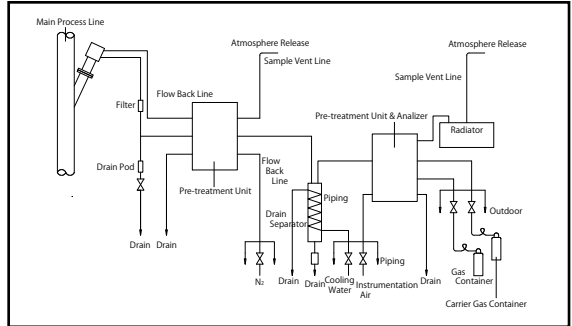 Main Process Line
Atmosphere Release
Sample Vent Line
Atmosphere Release
Sample Vent Line
Flow Back Line
Filter
Pre-treatment Unit & Analizer
Radiator
Drain Pod
Flow
Back
Line
Pre-treatment Unit
Piping
Drain
Separator
Outdoor
Drain
Drain
Piping
Gas
Container
N2
Drain
Drain
Cooling
Water
Instrumentation
Air
Drain
Carrier Gas Container